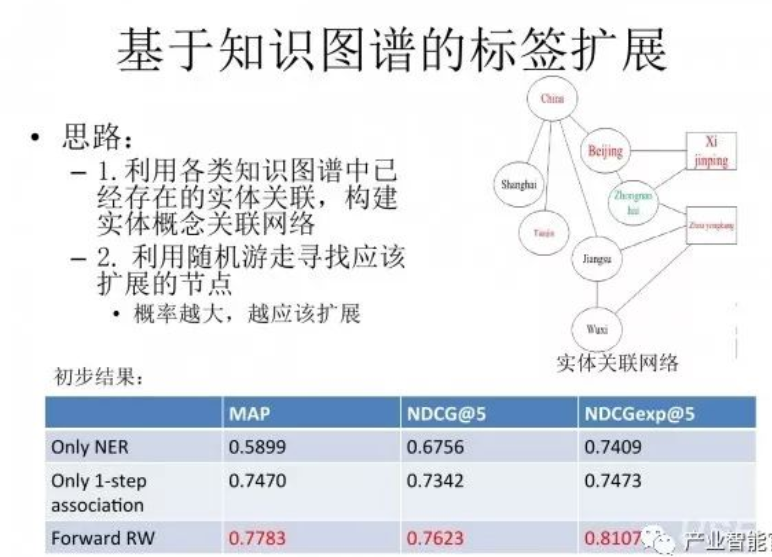 基于知识图谱的标签扩展
• 思路：
– 1. 利用各类知识图谱中已
经存在的实体关联，构建
实体概念关联网络
– 2. 利用随机游走寻找应该
扩展的节点
• 概率越大，越应该扩展
China
Beijing
Xi
jinping
Shanghai
Zhongnan
hai
Tianjin
Zhou yongkang
Jiangsu
Wuxi
实体关联网络
初步结果：
MAP NDCG@5 NDCGexp@5
Only NER 0.5899 0.6756 0.7409
Only 1-step
association 0.7470 0.7342 0.7473
Forward RW 0.7783 0.7623 0.8107
产业智能